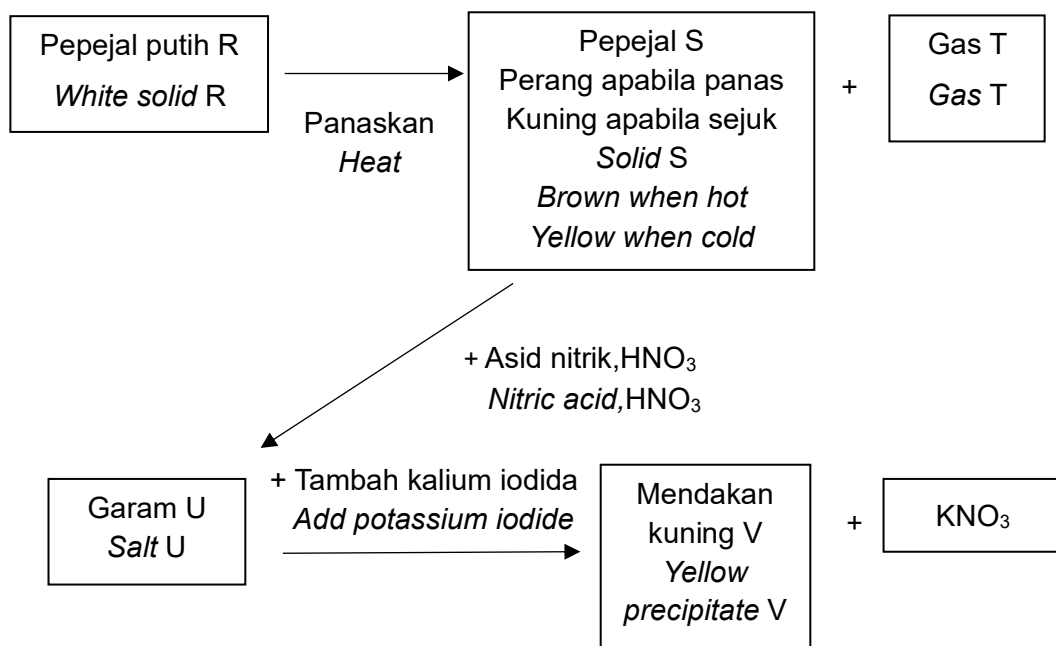 Pepejal putih R
White solid R
Panaskan
Heat
Pepejal S
Perang apabila panas
Kuning apabila sejuk
Solid S
Brown when hot
Yellow when cold
+
Gas T
Gas T
+ Asid nitrik,HNO₃
Nitric acid,HNO₃
Garam U
Salt U
+ Tambah kalium iodida
Add potassium iodide
Mendakan
kuning V
Yellow
precipitate V
+
KNO₃